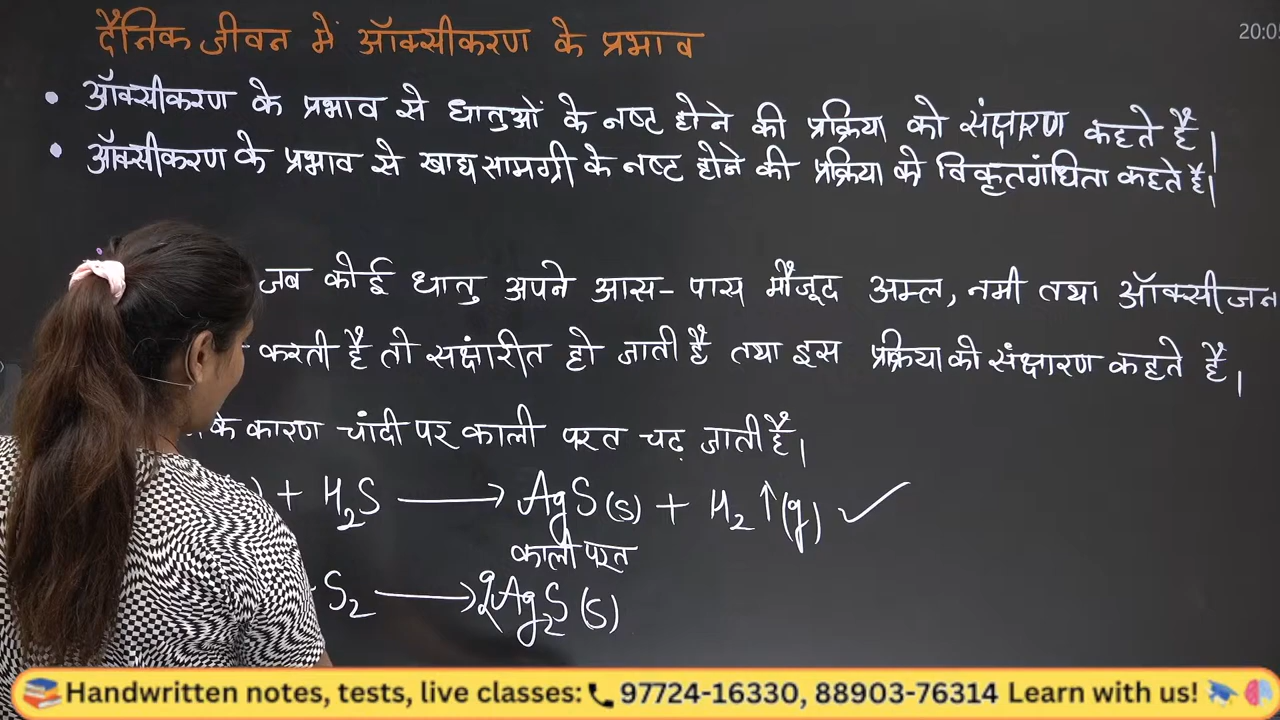 दैनिक जीवन में ऑक्सीकरण के प्रभाव
20:05
• ऑक्सीकरण के प्रभाव से धातुओं के नष्ट होने की प्रक्रिया को संक्षारण कहते हैं।
• ऑक्सीकरण के प्रभाव से खाद्य सामग्री के नष्ट होने की प्रक्रिया को विकृतगंधिता कहते हैं।
जब कोई धातु अपने आस-पास मौजूद अम्ल, नमी तथा ऑक्सीजन
करती है तो सक्षांरीत हो जाती है तथा इस प्रक्रिया को संक्षारण कहते हैं।
के कारण चांदी पर काली परत चढ़ जाती है।
) + H₂S ⟶ AgS(s) + H₂↑(g) ✓
काली परत
S₂ ⟶ 2Ag₂S(s)
📚 Handwritten notes, tests, live classes: 📞 97724-16330, 88903-76314 Learn with us! 🎓 🧠